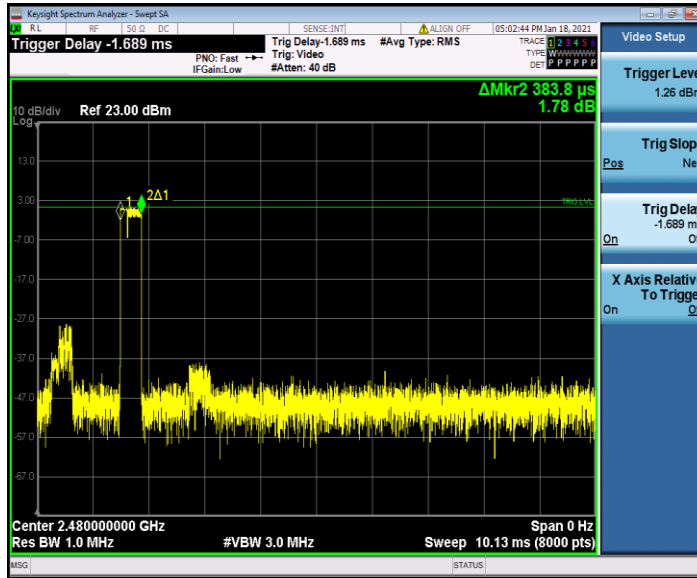 Keysight Spectrum Analyzer - Swept SA
RL RF 50 Ω DC SENSE:INT ALIGN OFF 05:02:44 PM Jan 18, 2021
Trigger Delay -1.689 ms
PNO: Fast
IFGain:Low
Trig Delay-1.689 ms
Trig: Video
#Atten: 40 dB
#Avg Type: RMS
TRACE 1 2 3 4 5 6
TYPE WWWWWW
DET P P P P P P
ΔMkr2 383.8 µs
1.78 dB
10 dB/div Ref 23.00 dBm
Log
13.0
3.00
-7.00
-17.0
-27.0
-37.0
-47.0
-57.0
-67.0
1
2Δ1
TRIG LVL
Center 2.480000000 GHz Span 0 Hz
Res BW 1.0 MHz #VBW 3.0 MHz Sweep 10.13 ms (8000 pts)
MSG STATUS
Video Setup
Trigger Leve
1.26 dBr
Trig Slop
Pos Ne
Trig Dela
-1.689 m
On O
X Axis Relativ
To Trigge
On O